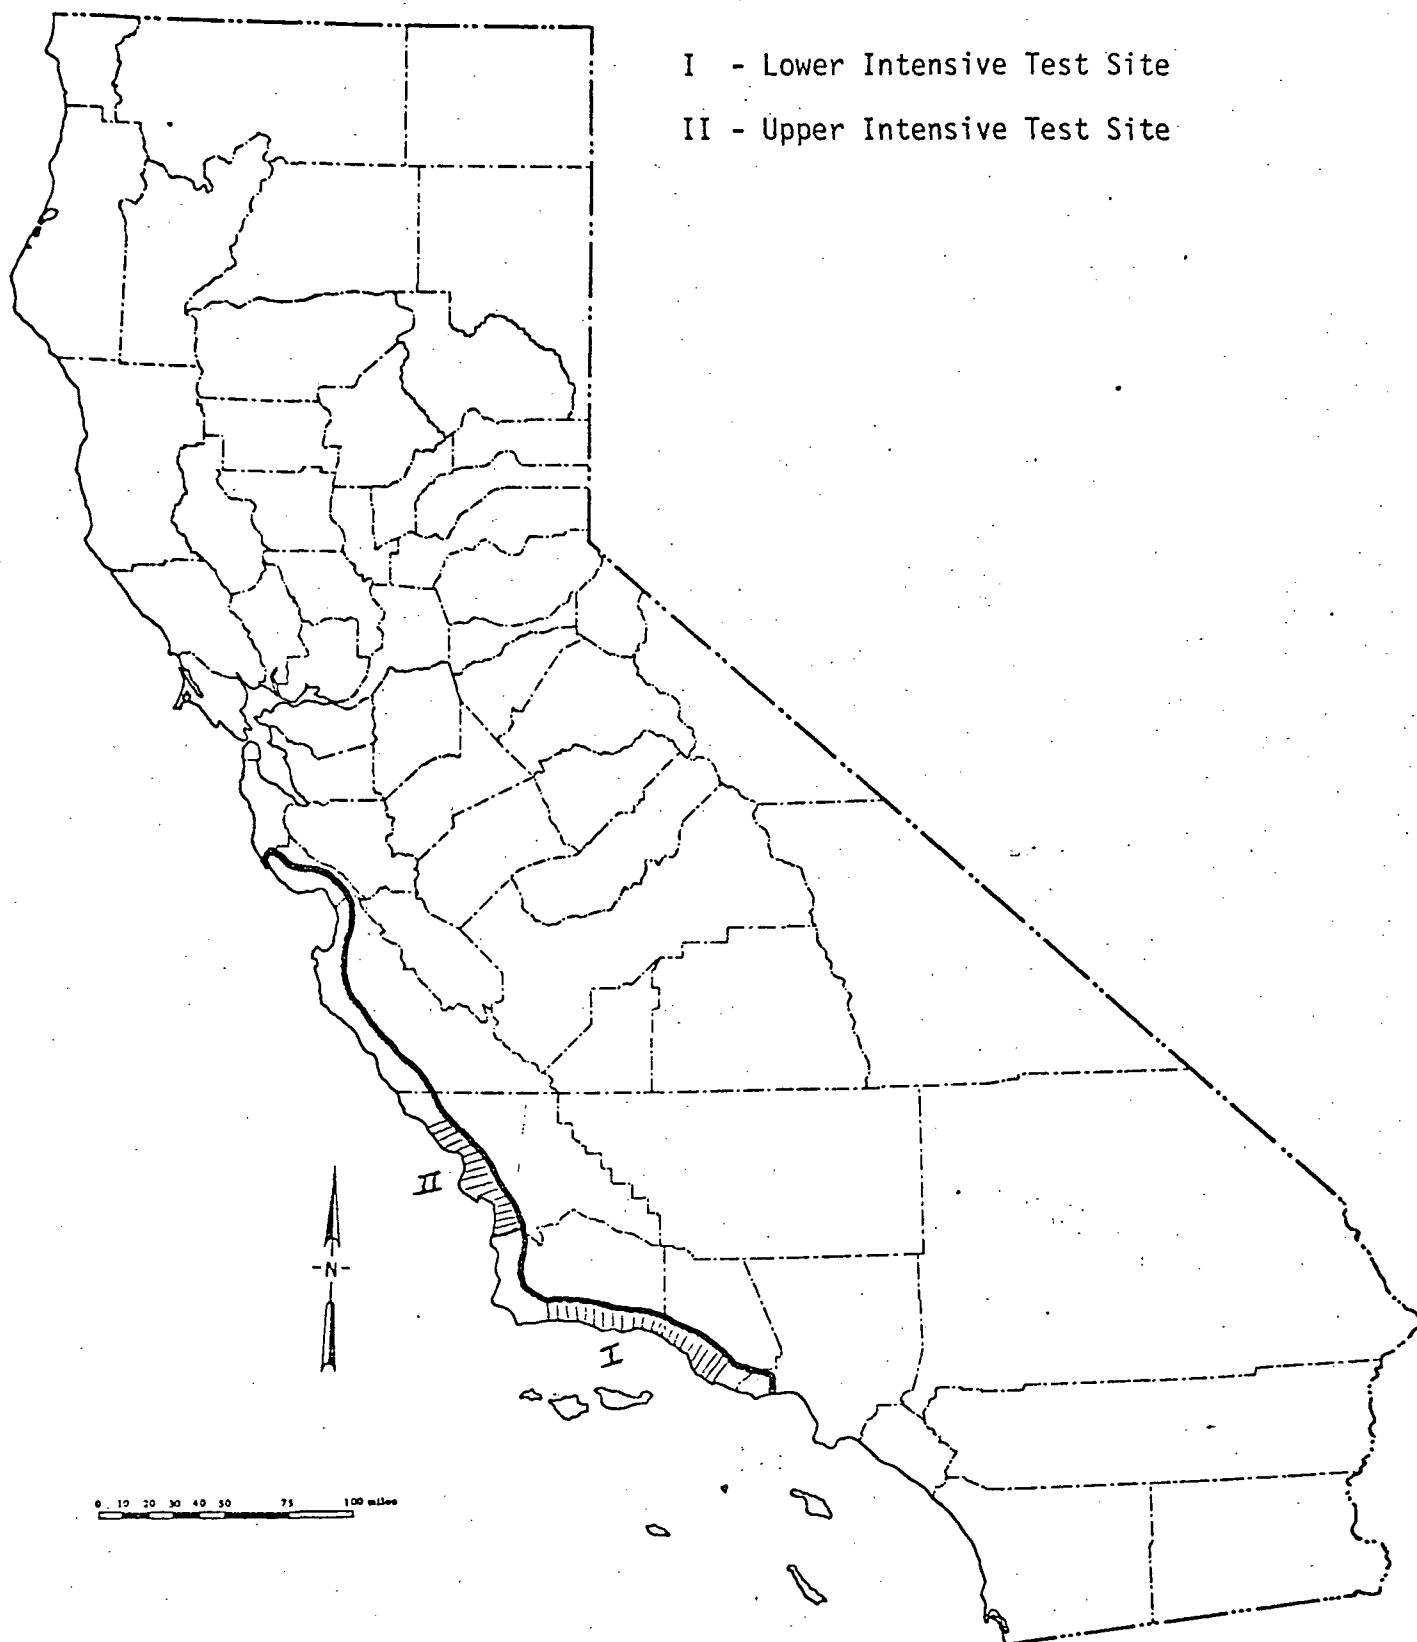 I - Lower Intensive Test Site
II - Upper Intensive Test Site
II
-N-
I
0 10 20 30 40 50 75 100 miles